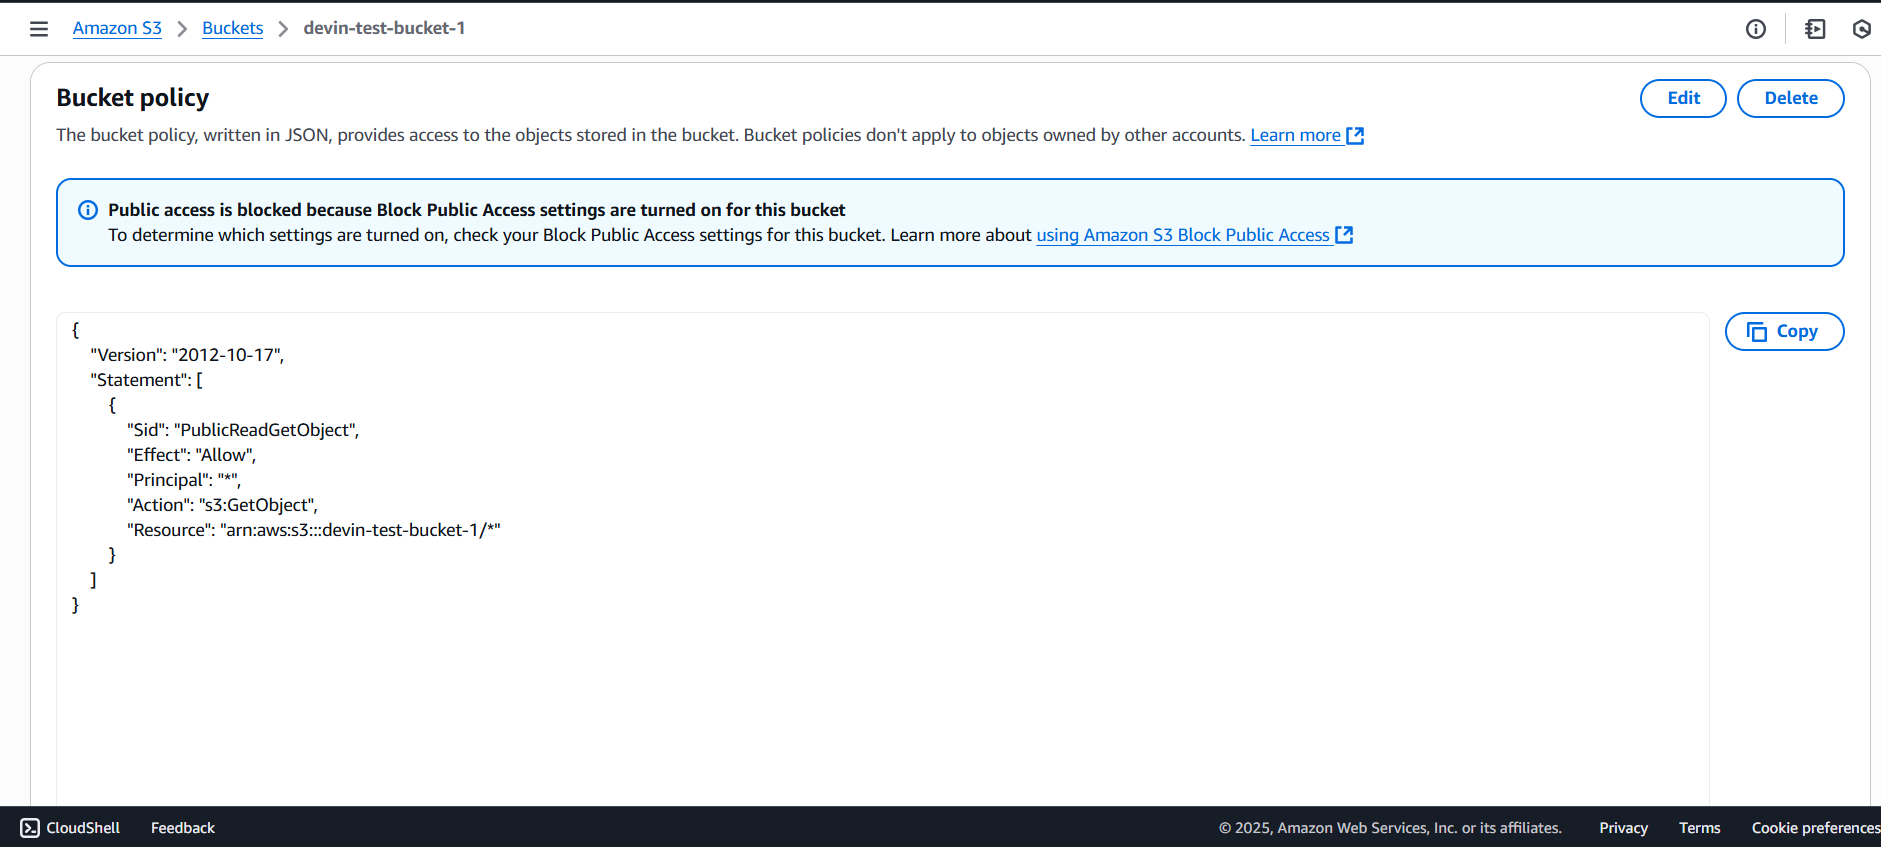 Amazon S3 > Buckets > devin-test-bucket-1
Bucket policy
Edit
Delete
The bucket policy, written in JSON, provides access to the objects stored in the bucket. Bucket policies don't apply to objects owned by other accounts. Learn more
Public access is blocked because Block Public Access settings are turned on for this bucket
To determine which settings are turned on, check your Block Public Access settings for this bucket. Learn more about using Amazon S3 Block Public Access
Copy
{
"Version": "2012-10-17",
"Statement": [
{
"Sid": "PublicReadGetObject",
"Effect": "Allow",
"Principal": "*",
"Action": "s3:GetObject",
"Resource": "arn:aws:s3:::devin-test-bucket-1/*"
}
]
}
CloudShell Feedback © 2025, Amazon Web Services, Inc. or its affiliates. Privacy Terms Cookie preferences